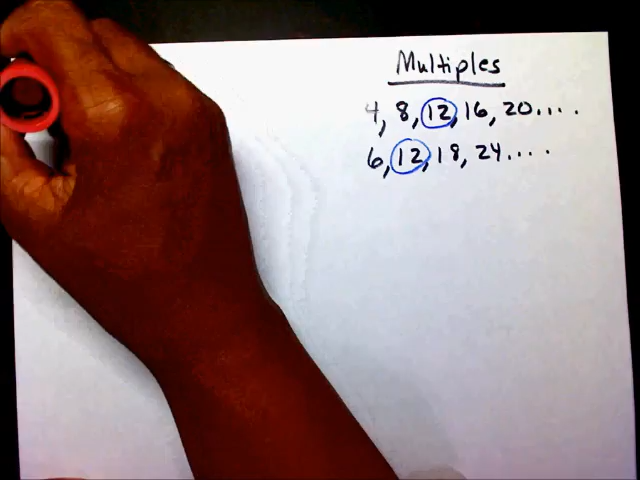 Multiples
4, 8, 12, 16, 20....
6, 12, 18, 24....